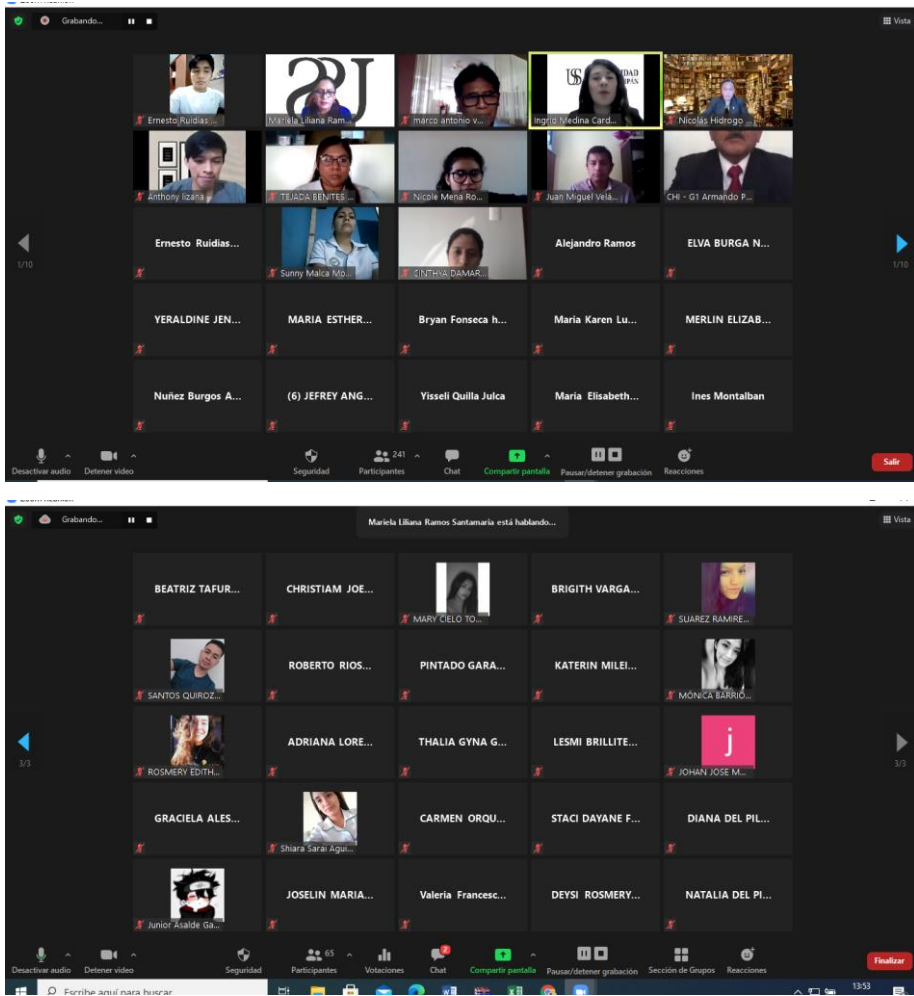 Grabando...
Vista
USS
Ernesto Ruidias ...
Mariela Liliana Ram...
marco antonio v...
Ingrid Medina Card...
Nicolás Hidrogo ...
Anthony lizana
TEJADA BENITES ...
Nicole Mena Ro...
Juan Miguel Velá...
CHI - G1 Armando P...
Ernesto Ruidias...
Sunny Malca Mo...
CINTHYA DAMAR...
Alejandro Ramos
ELVA BURGA N...
1/10
1/10
YERALDINE JEN...
MARIA ESTHER...
Bryan Fonseca h...
Maria Karen Lu...
MERLIN ELIZAB...
Nuñez Burgos A...
(6) JEFREY ANG...
Yisseli Quilla Julca
María Elisabeth...
Ines Montalban
241
Desactivar audio
Detener video
Seguridad
Participantes
Chat
Compartir pantalla
Pausar/detener grabación
Reacciones
Salir
Grabando...
Mariela Liliana Ramos Santamaria está hablando...
Vista
BEATRIZ TAFUR...
CHRISTIAM JOE...
MARY CIELO TO...
BRIGITH VARGA...
SUAREZ RAMIRE...
SANTOS QUIROZ...
ROBERTO RIOS...
PINTADO GARA...
KATERIN MILEI...
MÓNICA BARRIO...
ROSMERY EDITH...
ADRIANA LORE...
THALIA GYNA G...
LESMI BRILLITE...
j
JOHAN JOSE M...
3/3
3/3
GRACIELA ALES...
Shiara Sarai Agui...
CARMEN ORQU...
STACI DAYANE F...
DIANA DEL PIL...
Junior Asalde Ga...
JOSELIN MARIA...
Valeria Francesc...
DEYSI ROSMERY...
NATALIA DEL PI...
65
2
Desactivar audio
Detener video
Seguridad
Participantes
Votaciones
Chat
Compartir pantalla
Pausar/detener grabación
Sección de Grupos
Reacciones
Finalizar
Escribe aquí para buscar
13:53